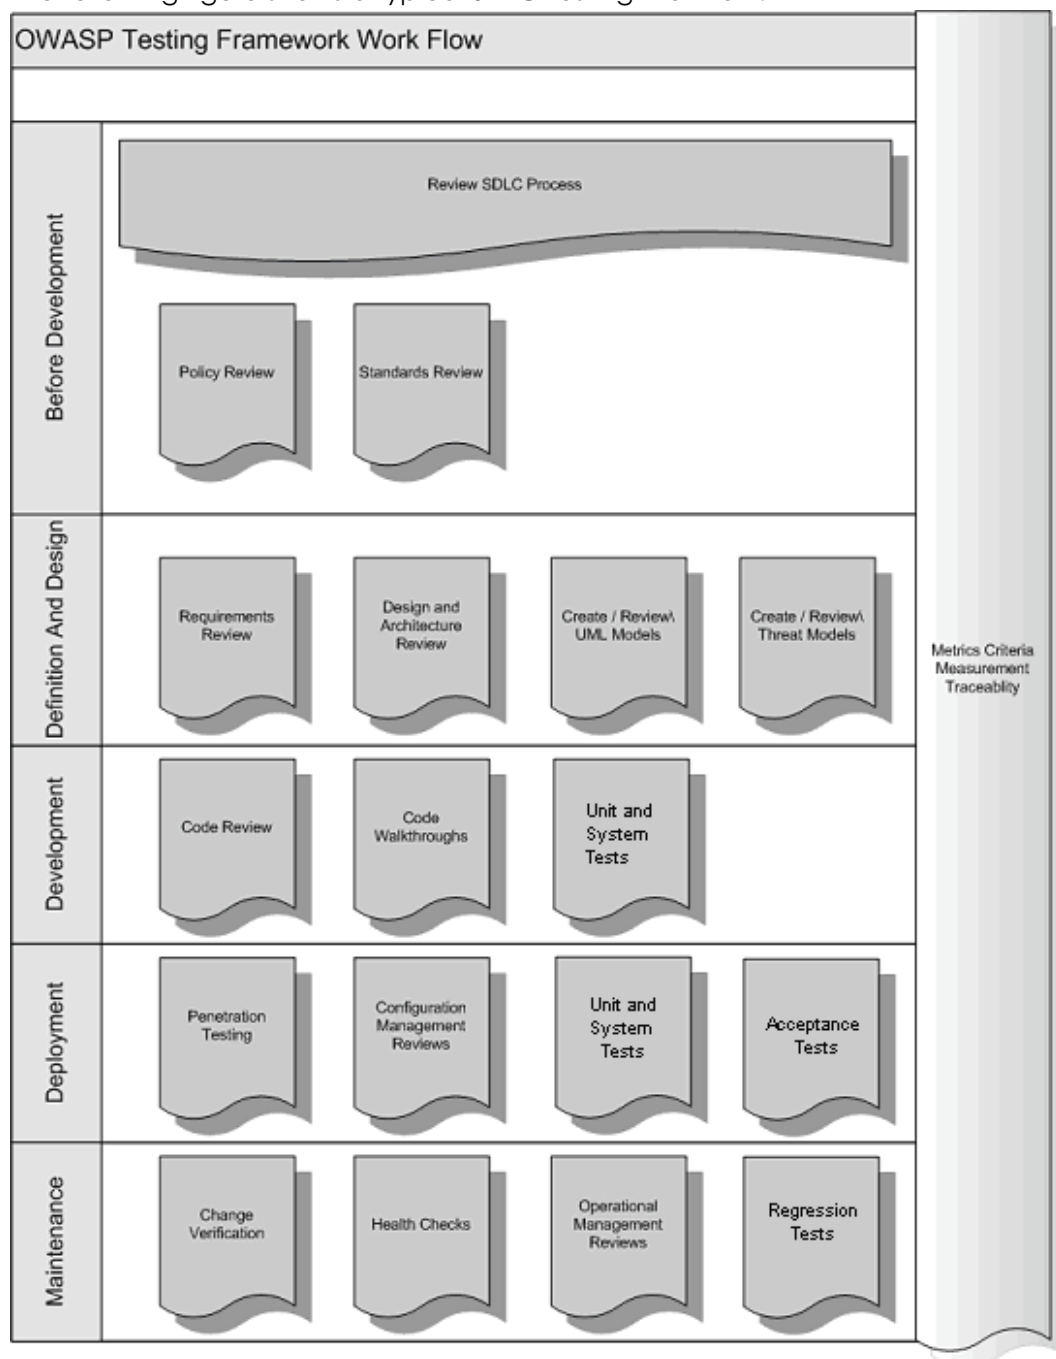 OWASP Testing Framework Work Flow
Before Development
Review SDLC Process
Policy Review
Standards Review
Definition And Design
Requirements
Review
Design and
Architecture
Review
Create / Review\
UML Models
Create / Review\
Threat Models
Development
Code Review
Code
Walkthroughs
Unit and
System
Tests
Deployment
Penetration
Testing
Configuration
Management
Reviews
Unit and
System
Tests
Acceptance
Tests
Maintenance
Change
Verification
Health Checks
Operational
Management
Reviews
Regression
Tests
Metrics Criteria
Measurement
Traceablity